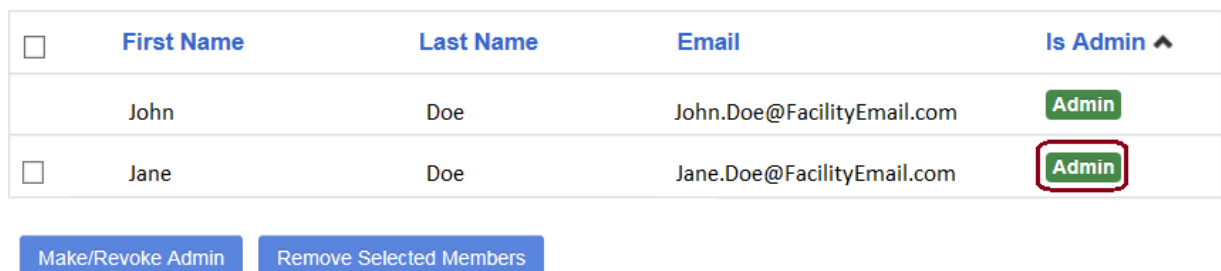 First Name Last Name Email Is Admin
John Doe John.Doe@FacilityEmail.com Admin
Jane Doe Jane.Doe@FacilityEmail.com Admin
Make/Revoke Admin Remove Selected Members